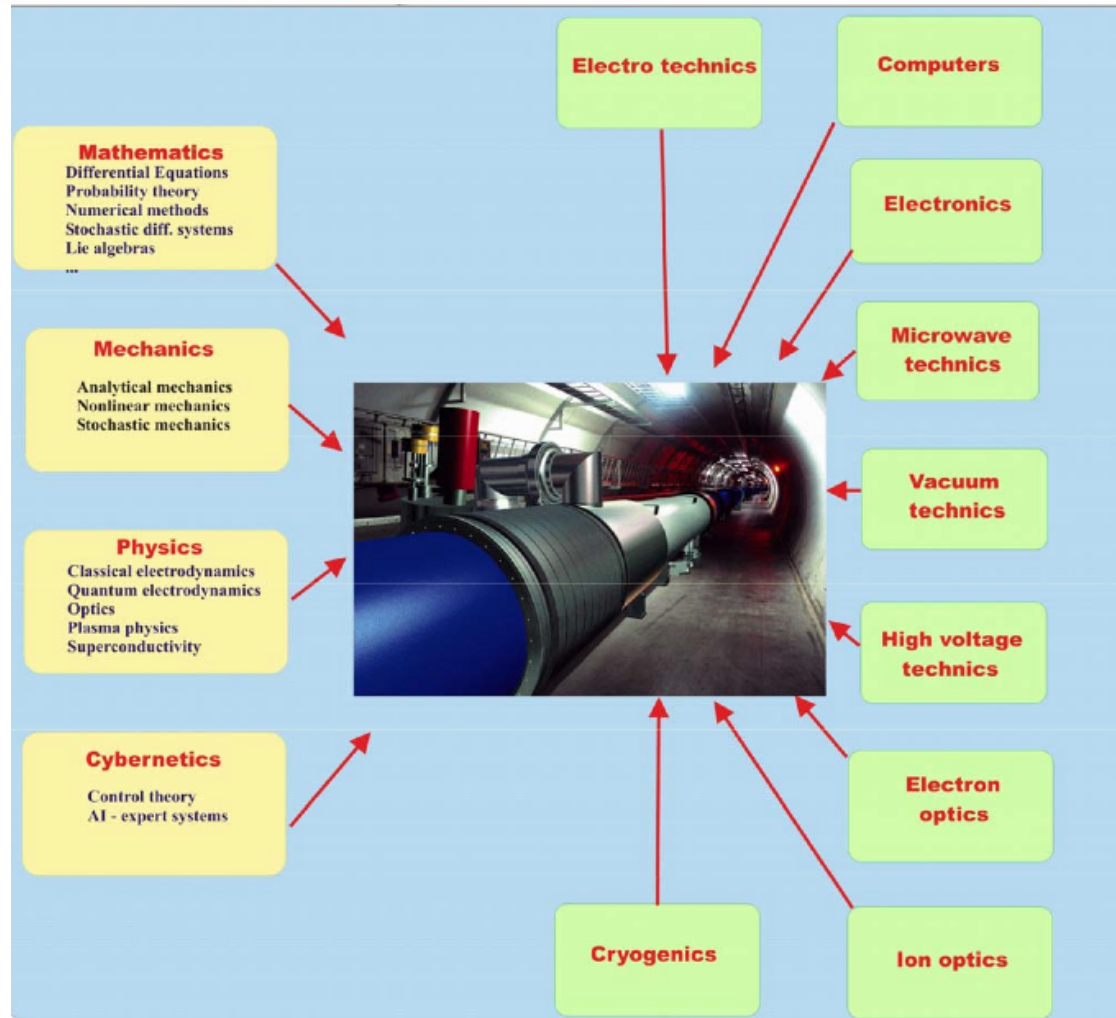 Electro technics
Computers
Mathematics
Differential Equations
Probability theory
Numerical methods
Stochastic diff. systems
Lie algebras
...
Electronics
Mechanics
Analytical mechanics
Nonlinear mechanics
Stochastic mechanics
Microwave
technics
Vacuum
technics
Physics
Classical electrodynamics
Quantum electrodynamics
Optics
Plasma physics
Superconductivity
High voltage
technics
Cybernetics
Control theory
AI - expert systems
Electron
optics
Cryogenics
Ion optics